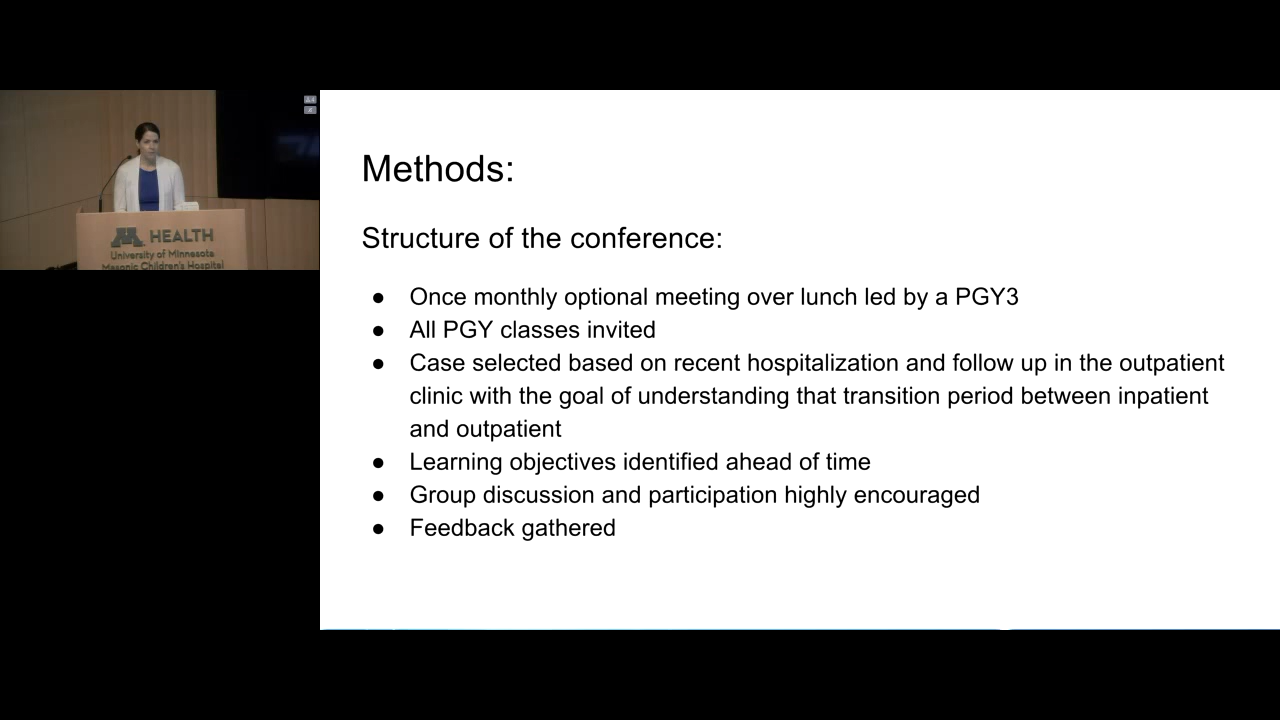 Methods:
Structure of the conference:
● Once monthly optional meeting over lunch led by a PGY3
● All PGY classes invited
● Case selected based on recent hospitalization and follow up in the outpatient
clinic with the goal of understanding that transition period between inpatient
and outpatient
● Learning objectives identified ahead of time
● Group discussion and participation highly encouraged
● Feedback gathered
M HEALTH
University of Minnesota
Masonic Children's Hospital